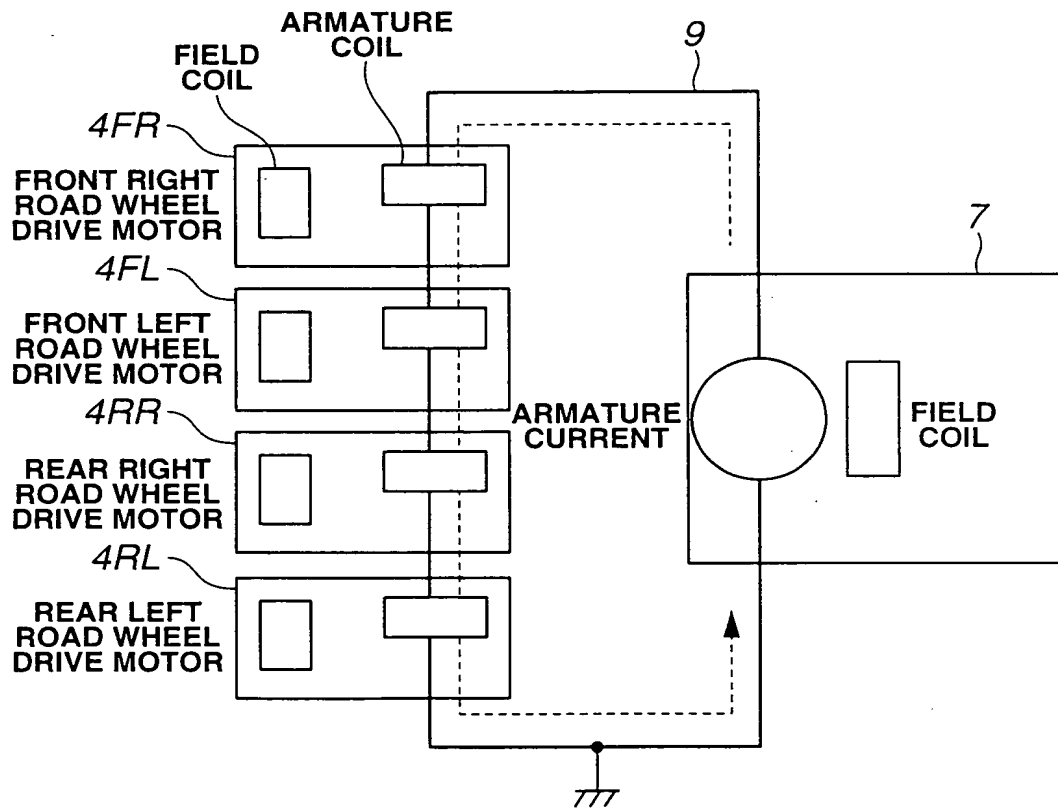 ARMATURE
COIL
FIELD
COIL
9
4FR
FRONT RIGHT
ROAD WHEEL
DRIVE MOTOR
7
4FL
FRONT LEFT
ROAD WHEEL
DRIVE MOTOR
4RR
ARMATURE
CURRENT
FIELD
COIL
REAR RIGHT
ROAD WHEEL
DRIVE MOTOR
4RL
REAR LEFT
ROAD WHEEL
DRIVE MOTOR